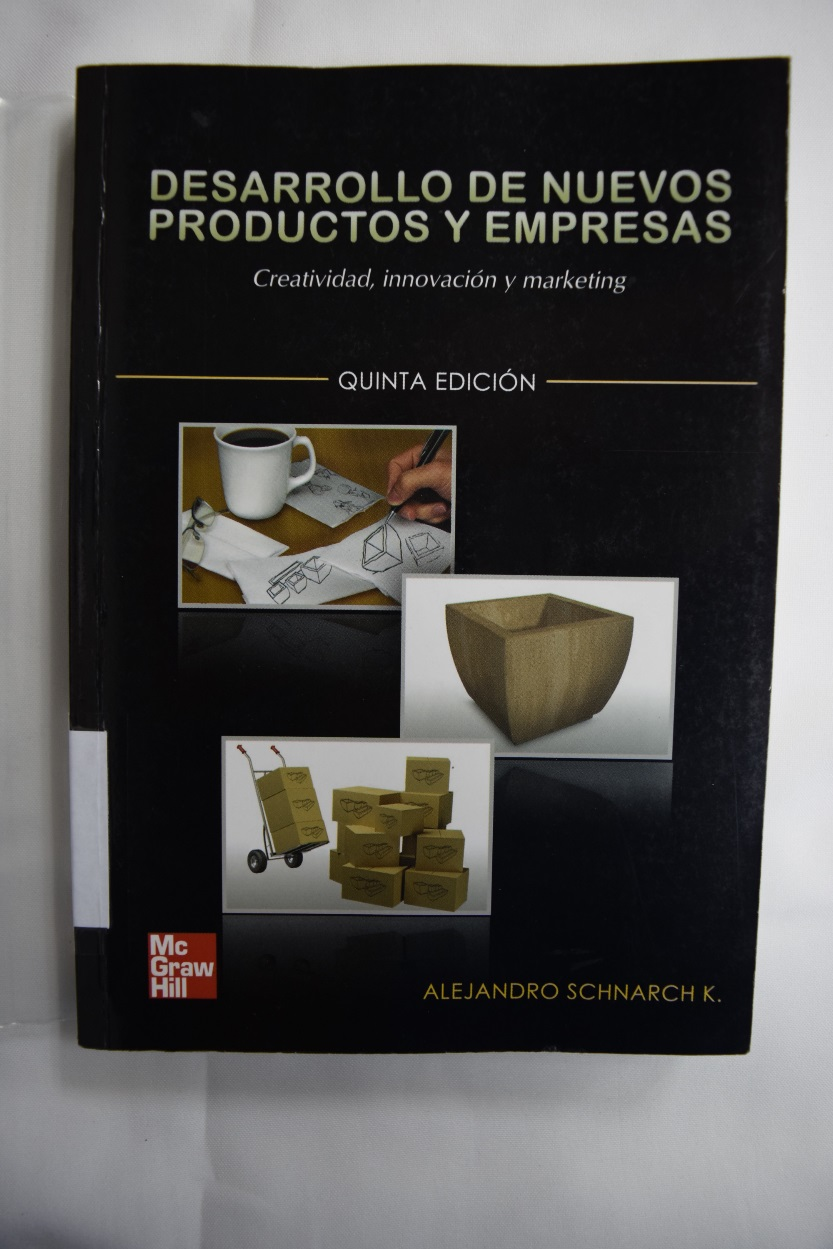 DESARROLLO DE NUEVOS
PRODUCTOS Y EMPRESAS
Creatividad, innovación y marketing
QUINTA EDICIÓN
Mc
Graw
Hill
ALEJANDRO SCHNARCH K.